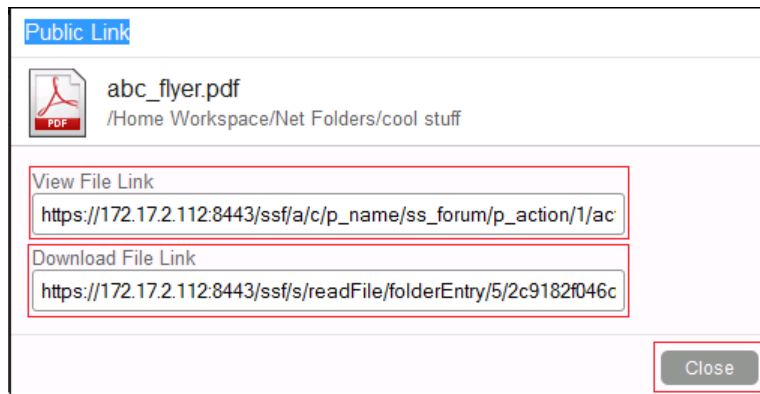 Public Link
abc_flyer.pdf
PDF
/Home Workspace/Net Folders/cool stuff
View File Link
https://172.17.2.112:8443/ssf/a/c/p_name/ss_forum/p_action/1/ac
Download File Link
https://172.17.2.112:8443/ssf/s/readFile/folderEntry/5/2c9182f046c
Close